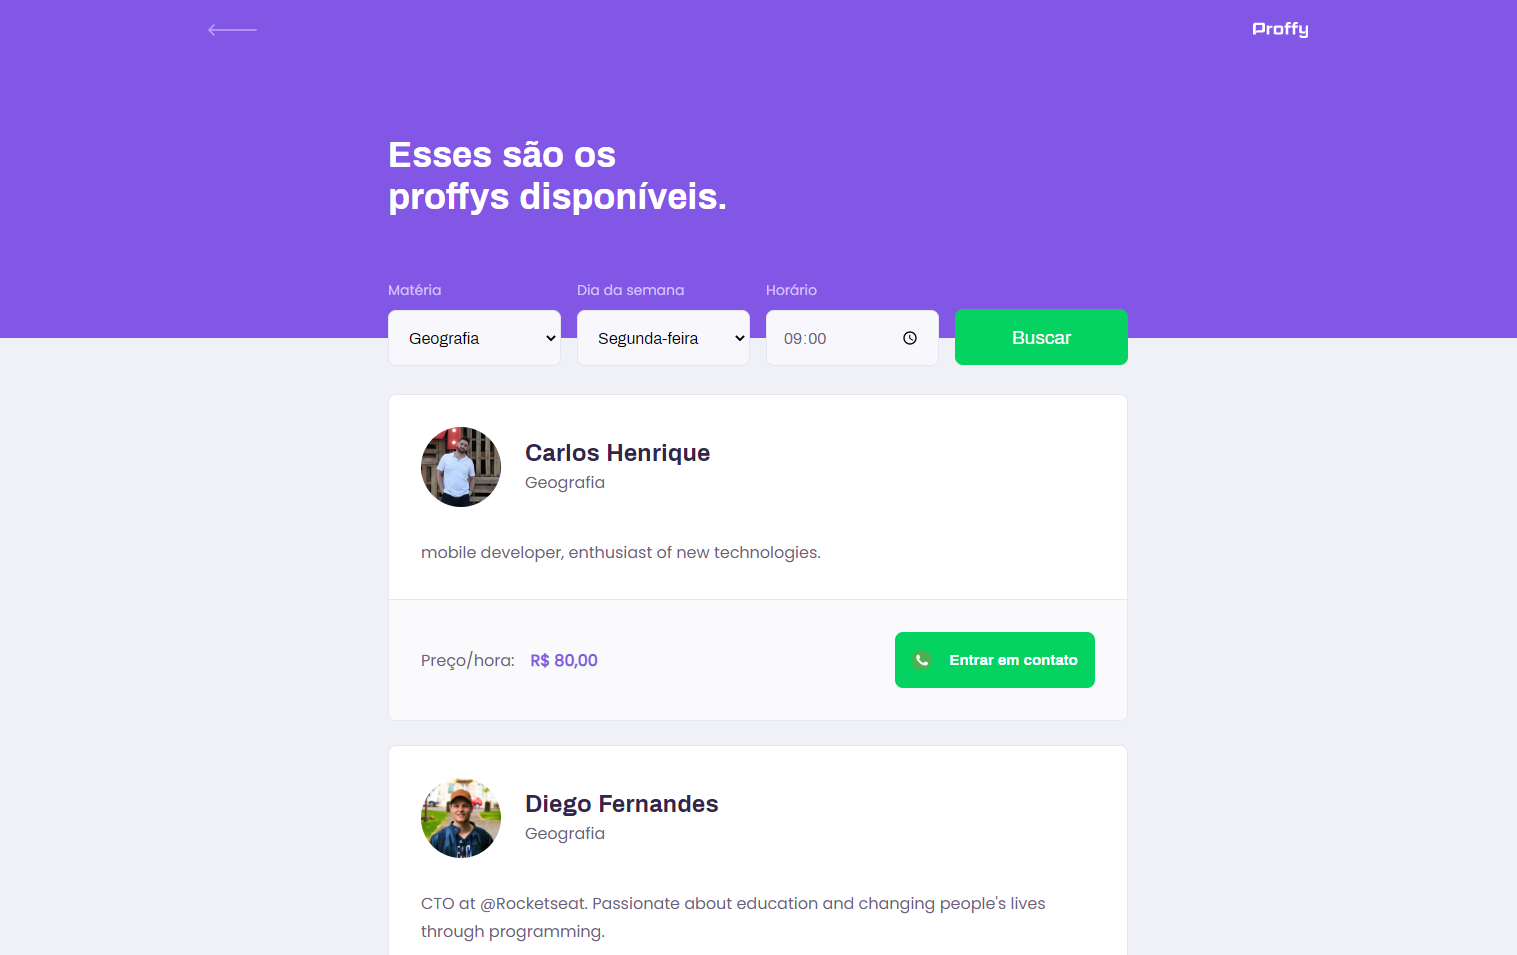 Proffy
Esses são os
proffys disponíveis.
Matéria
Dia da semana
Horário
Geografia
Segunda-feira
09:00
Buscar
Carlos Henrique
Geografia
mobile developer, enthusiast of new technologies.
Preço/hora: R$ 80,00
Entrar em contato
Diego Fernandes
Geografia
CTO at @Rocketseat. Passionate about education and changing people's lives
through programming.